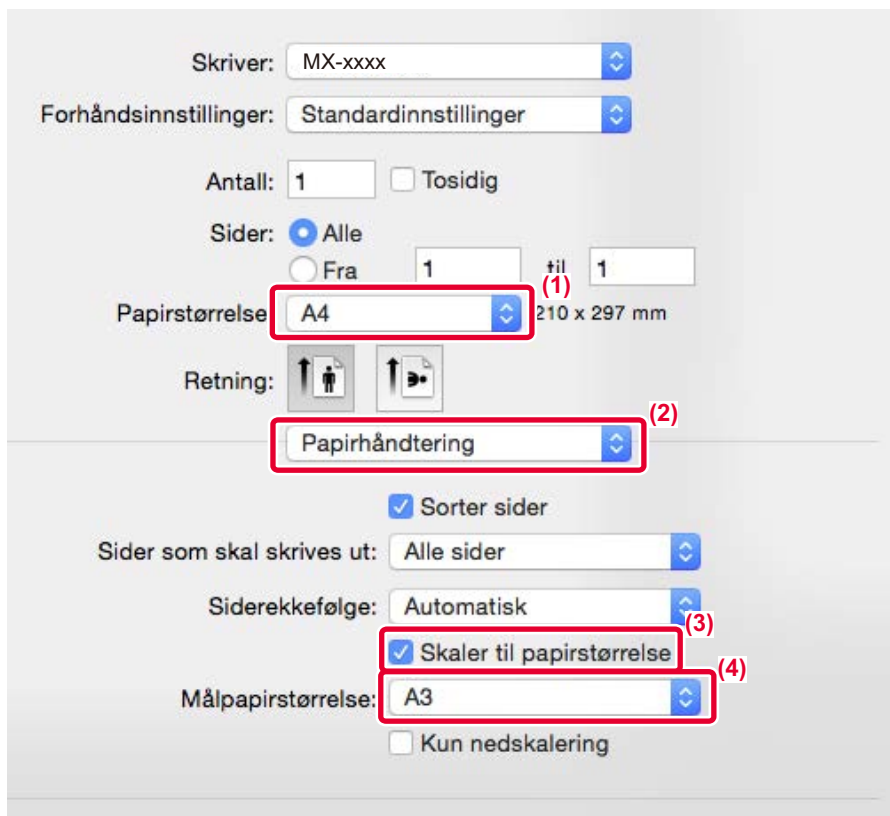 Skriver: MX-xxxx
Forhåndsinnstillinger: Standardinnstillinger
Antall: 1 Tosidig
Sider: Alle
Fra 1 til 1
(1)
Papirstørrelse A4 210 x 297 mm
Retning:
(2)
Papirhåndtering
Sorter sider
Sider som skal skrives ut: Alle sider
Siderekkefølge: Automatisk
(3)
Skaler til papirstørrelse
(4)
Målpapirstørrelse: A3
Kun nedskalering